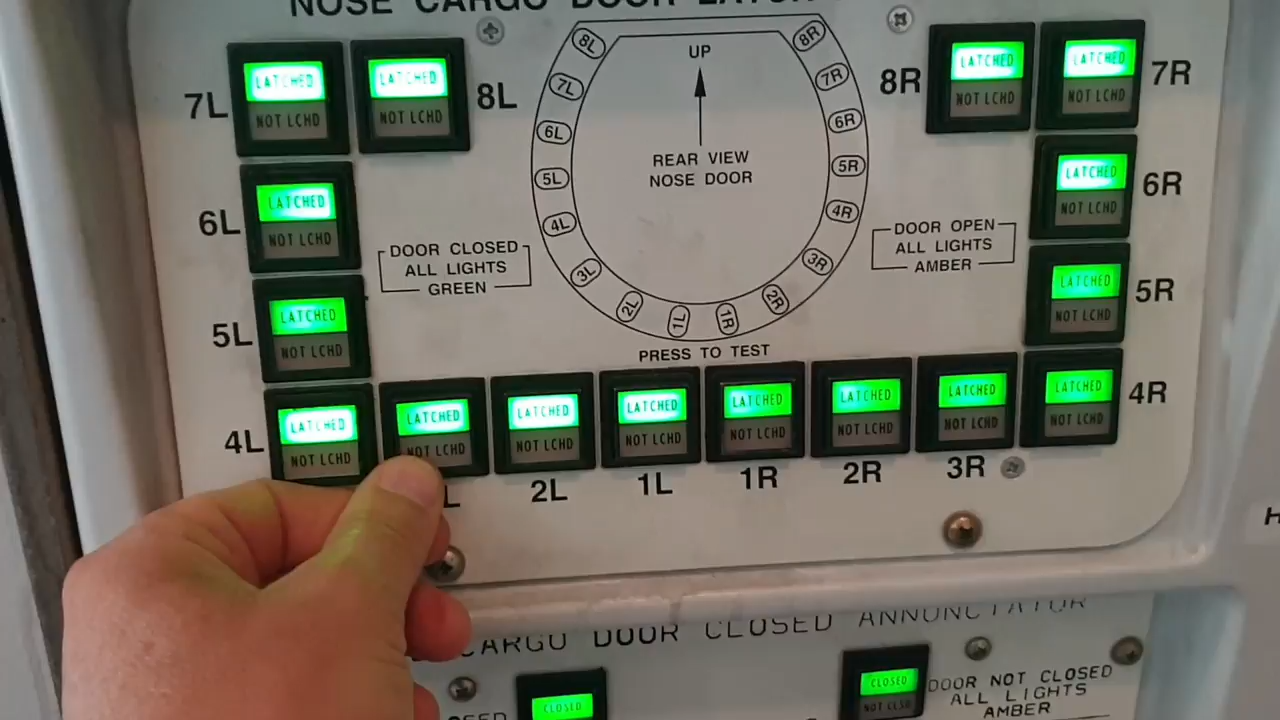 NOSE CARGO DOOR LATCH
7L
LATCHED
NOT LCHD
LATCHED
NOT LCHD
8L
8R
LATCHED
NOT LCHD
LATCHED
NOT LCHD
7R
6L
LATCHED
NOT LCHD
LATCHED
NOT LCHD
6R
5L
LATCHED
NOT LCHD
LATCHED
NOT LCHD
5R
8L
7L
6L
5L
4L
3L
2L
1L
1R
2R
3R
4R
5R
6R
7R
8R
UP
REAR VIEW
NOSE DOOR
DOOR CLOSED
ALL LIGHTS
GREEN
DOOR OPEN
ALL LIGHTS
AMBER
PRESS TO TEST
4L
LATCHED
NOT LCHD
LATCHED
NOT LCHD
LATCHED
NOT LCHD
LATCHED
NOT LCHD
LATCHED
NOT LCHD
LATCHED
NOT LCHD
LATCHED
NOT LCHD
LATCHED
NOT LCHD
4R
L
2L
1L
1R
2R
3R
H
CARGO DOOR CLOSED ANNUNCIATOR
CLOSED
CLOSED
NOT CLSD
DOOR NOT CLOSED
ALL LIGHTS
AMBER